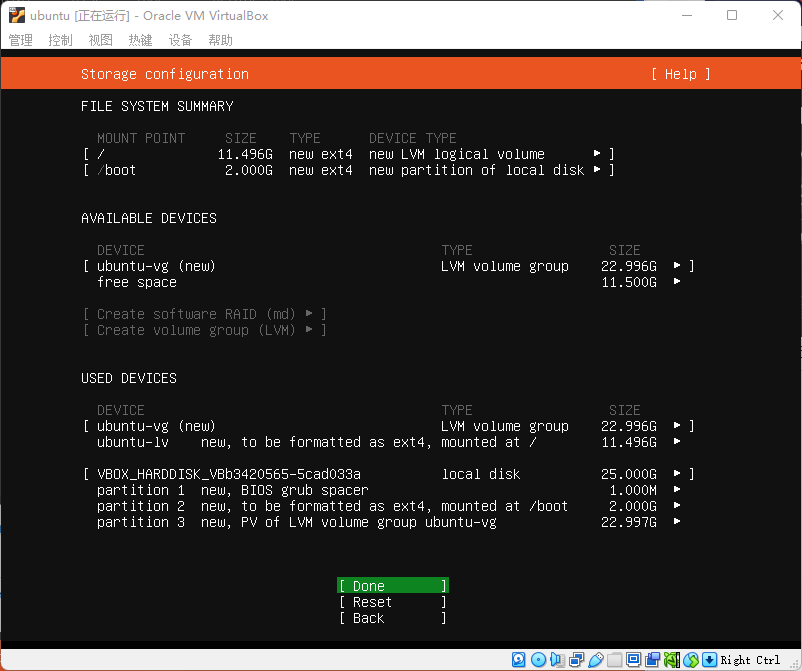 ubuntu [正在运行] - Oracle VM VirtualBox
管理 控制 视图 热键 设备 帮助
Storage configuration [ Help ]
FILE SYSTEM SUMMARY
MOUNT POINT SIZE TYPE DEVICE TYPE
[ / 11.496G new ext4 new LVM logical volume ▸ ]
[ /boot 2.000G new ext4 new partition of local disk ▸ ]
AVAILABLE DEVICES
DEVICE TYPE SIZE
[ ubuntu-vg (new) LVM volume group 22.996G ▸ ]
free space 11.500G ▸
[ Create software RAID (md) ▸ ]
[ Create volume group (LVM) ▸ ]
USED DEVICES
DEVICE TYPE SIZE
[ ubuntu-vg (new) LVM volume group 22.996G ▸ ]
ubuntu-lv new, to be formatted as ext4, mounted at / 11.496G ▸
[ VBOX_HARDDISK_VBb3420565-5cad033a local disk 25.000G ▸ ]
partition 1 new, BIOS grub spacer 1.000M ▸
partition 2 new, to be formatted as ext4, mounted at /boot 2.000G ▸
partition 3 new, PV of LVM volume group ubuntu-vg 22.997G ▸
[ Done ]
[ Reset ]
[ Back ]
Right Ctrl